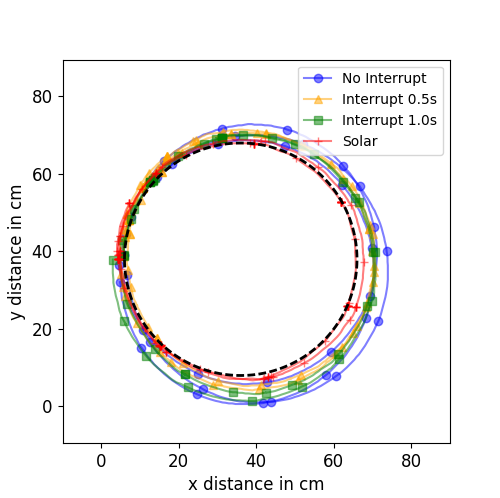 No Interrupt
Interrupt 0.5s
Interrupt 1.0s
Solar
80
60
40
20
0
0 20 40 60 80
x distance in cm
y distance in cm